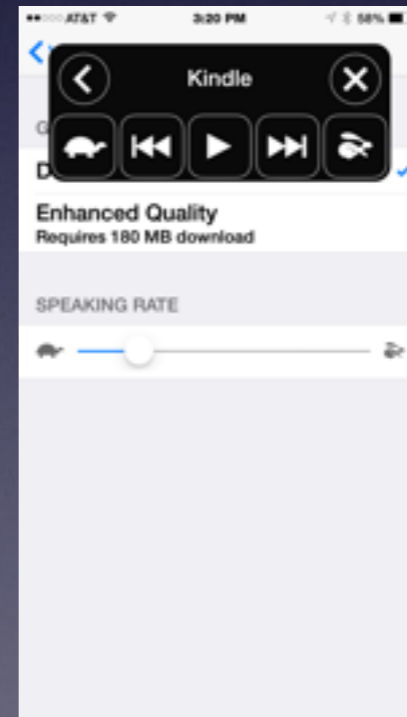 AT&T 3:20 PM 58%
Kindle
G
D
Enhanced Quality
Requires 180 MB download
SPEAKING RATE